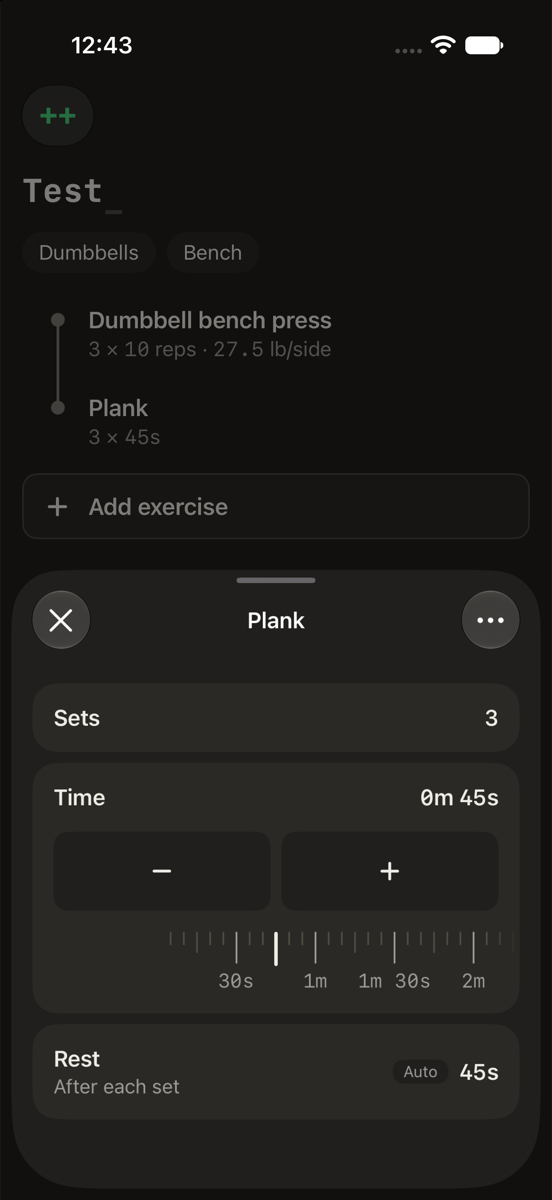 12:43
++
Test_
Dumbbells Bench
Dumbbell bench press
3 × 10 reps · 27.5 lb/side
Plank
3 × 45s
+ Add exercise
Plank
Sets 3
Time 0m 45s
− +
30s 1m 1m 30s 2m
Rest
After each set
Auto 45s